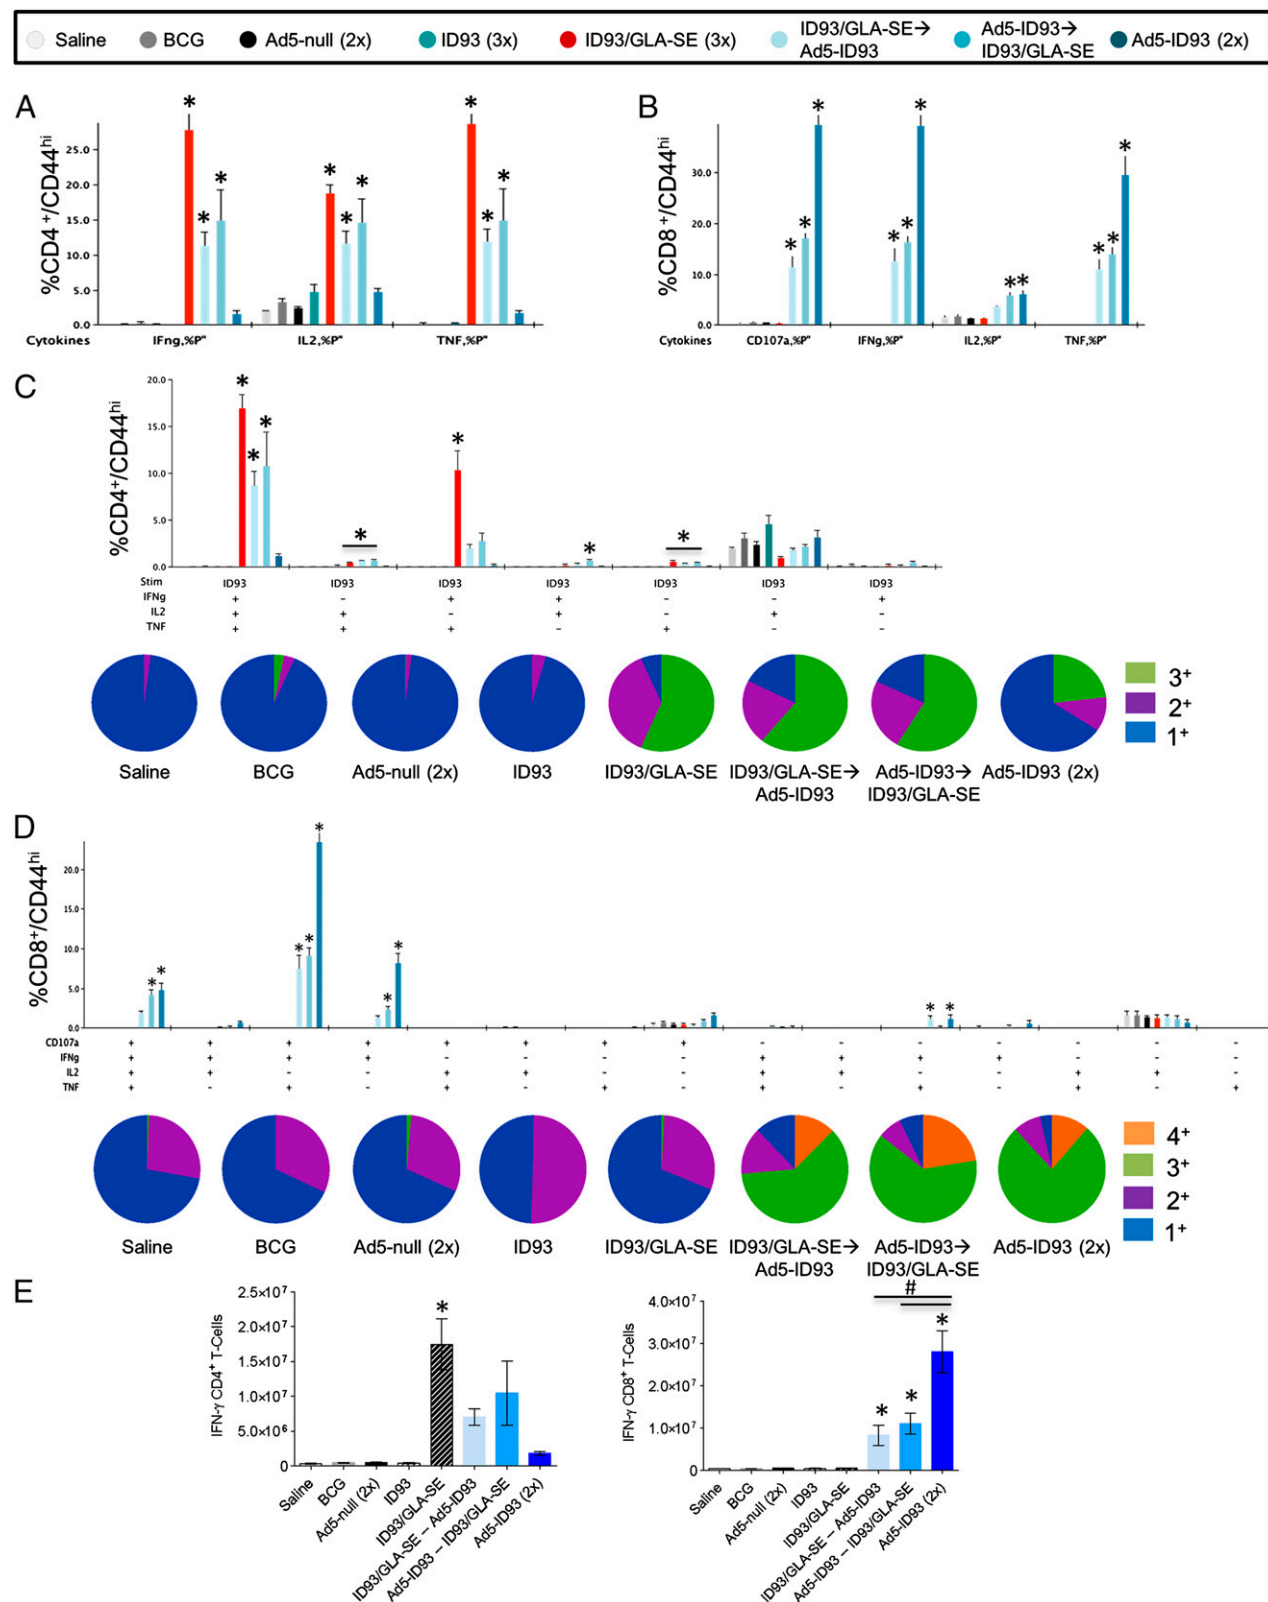 Saline BCG Ad5-null (2x) ID93 (3x) ID93/GLA-SE (3x) ID93/GLA-SE→ Ad5-ID93 Ad5-ID93→ ID93/GLA-SE Ad5-ID93 (2x)
A
%CD4⁺/CD44ʰⁱ
25.0
20.0
15.0
10.0
5.0
0.0
* * * * * * * * *
Cytokines IFng,%P" IL2,%P" TNF,%P"
B
%CD8⁺/CD44ʰⁱ
30.0
20.0
10.0
0.0
* * * * * * * * * * *
Cytokines CD107a,%P" IFNg,%P" IL2,%P" TNF,%P"
C
%CD4⁺/CD44ʰⁱ
20.0
15.0
10.0
5.0
0.0
* * * * * * *
Stim ID93 ID93 ID93 ID93 ID93 ID93 ID93
IFNg + - + + - - +
IL2 + + - + - + -
TNF + + + - + - -
3⁺
2⁺
1⁺
Saline BCG Ad5-null (2x) ID93 ID93/GLA-SE ID93/GLA-SE→ Ad5-ID93→ Ad5-ID93 (2x)
Ad5-ID93 ID93/GLA-SE
D
%CD8⁺/CD44ʰⁱ
20.0
15.0
10.0
5.0
0.0
* * * * * * * * *
CD107a + + + + + + + + - - - - - - -
IFNg + + + + - - - - + + + + - - -
IL2 + + - - + + - - + + - - + + -
TNF + - + - + - + - + - + - + - +
4⁺
3⁺
2⁺
1⁺
Saline BCG Ad5-null (2x) ID93 ID93/GLA-SE ID93/GLA-SE→ Ad5-ID93→ Ad5-ID93 (2x)
Ad5-ID93 ID93/GLA-SE
E
IFN-γ CD4⁺ T-Cells
2.5×10⁷
2.0×10⁷
1.5×10⁷
1.0×10⁷
5.0×10⁶
0
*
Saline
BCG
Ad5-null (2x)
ID93
ID93/GLA-SE
ID93/GLA-SE – Ad5-ID93
Ad5-ID93 – ID93/GLA-SE
Ad5-ID93 (2x)
IFN-γ CD8⁺ T-Cells
4.0×10⁷
3.0×10⁷
2.0×10⁷
1.0×10⁷
0
#
* * *
Saline
BCG
Ad5-null (2x)
ID93
ID93/GLA-SE
ID93/GLA-SE – Ad5-ID93
Ad5-ID93 – ID93/GLA-SE
Ad5-ID93 (2x)